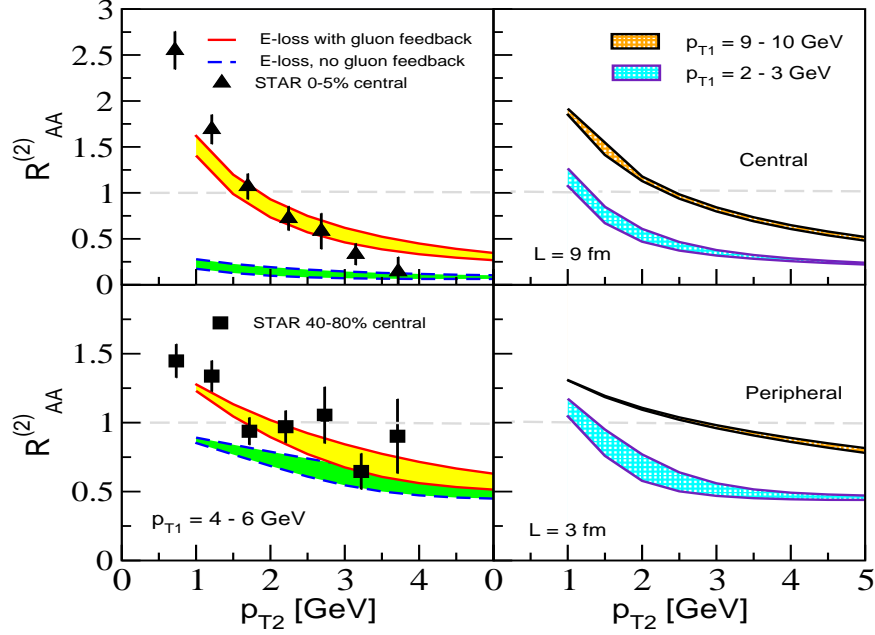 3
2.5
2
1.5
1
0.5
0
R^(2)_AA
E-loss with gluon feedback
E-loss, no gluon feedback
STAR 0-5% central
p_T1 = 9 - 10 GeV
p_T1 = 2 - 3 GeV
Central
L = 9 fm
1.5
1
0.5
0
R^(2)_AA
STAR 40-80% central
p_T1 = 4 - 6 GeV
Peripheral
L = 3 fm
0 1 2 3 4 0 1 2 3 4 5
p_T2 [GeV] p_T2 [GeV]